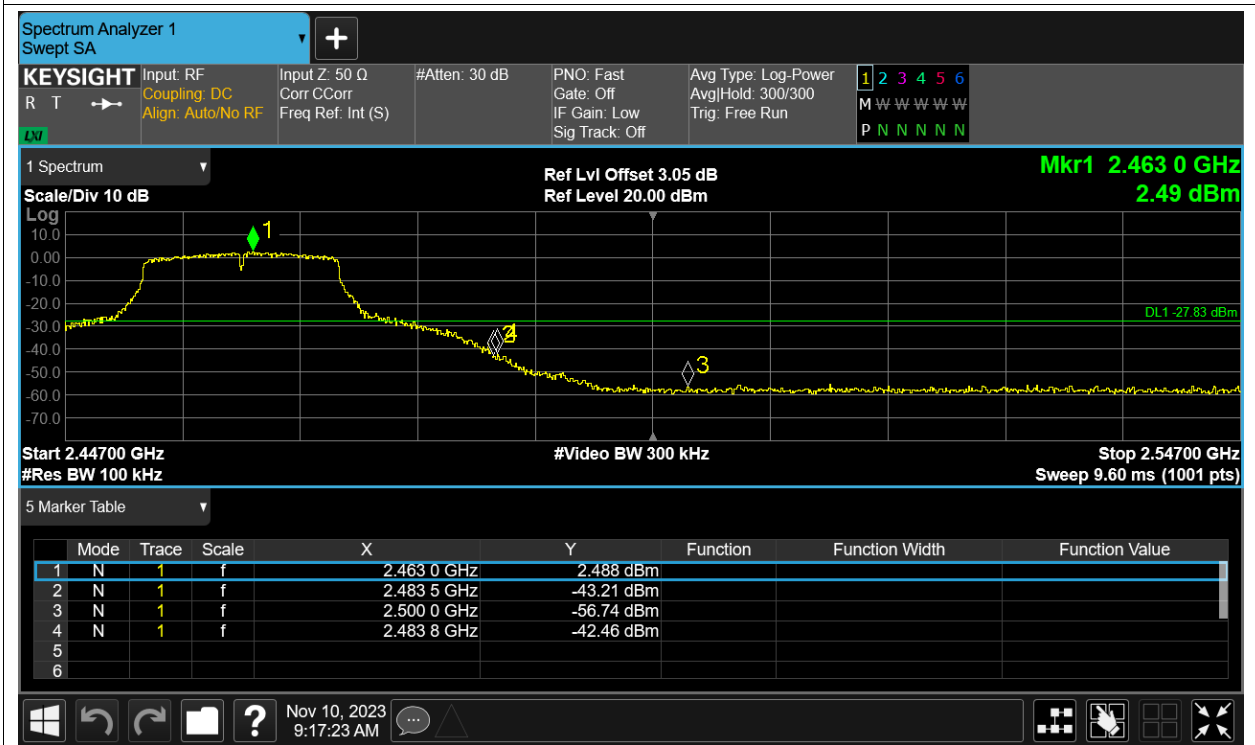 Spectrum Analyzer 1
Swept SA
+
KEYSIGHT
R T
LXI
Input: RF
Coupling: DC
Align: Auto/No RF
Input Z: 50 Ω
Corr CCorr
Freq Ref: Int (S)
#Atten: 30 dB
PNO: Fast
Gate: Off
IF Gain: Low
Sig Track: Off
Avg Type: Log-Power
Avg|Hold: 300/300
Trig: Free Run
1 2 3 4 5 6
M W W W W W
P N N N N N
1 Spectrum
Scale/Div 10 dB
Ref Lvl Offset 3.05 dB
Ref Level 20.00 dBm
Mkr1 2.463 0 GHz
2.49 dBm
Log
10.0
0.00
-10.0
-20.0
-30.0
-40.0
-50.0
-60.0
-70.0
1
3
DL1 -27.83 dBm
Start 2.44700 GHz
#Res BW 100 kHz
#Video BW 300 kHz
Stop 2.54700 GHz
Sweep 9.60 ms (1001 pts)
5 Marker Table
Mode Trace Scale X Y Function Function Width Function Value
1 N 1 f 2.463 0 GHz 2.488 dBm
2 N 1 f 2.483 5 GHz -43.21 dBm
3 N 1 f 2.500 0 GHz -56.74 dBm
4 N 1 f 2.483 8 GHz -42.46 dBm
5
6
?
Nov 10, 2023
9:17:23 AM